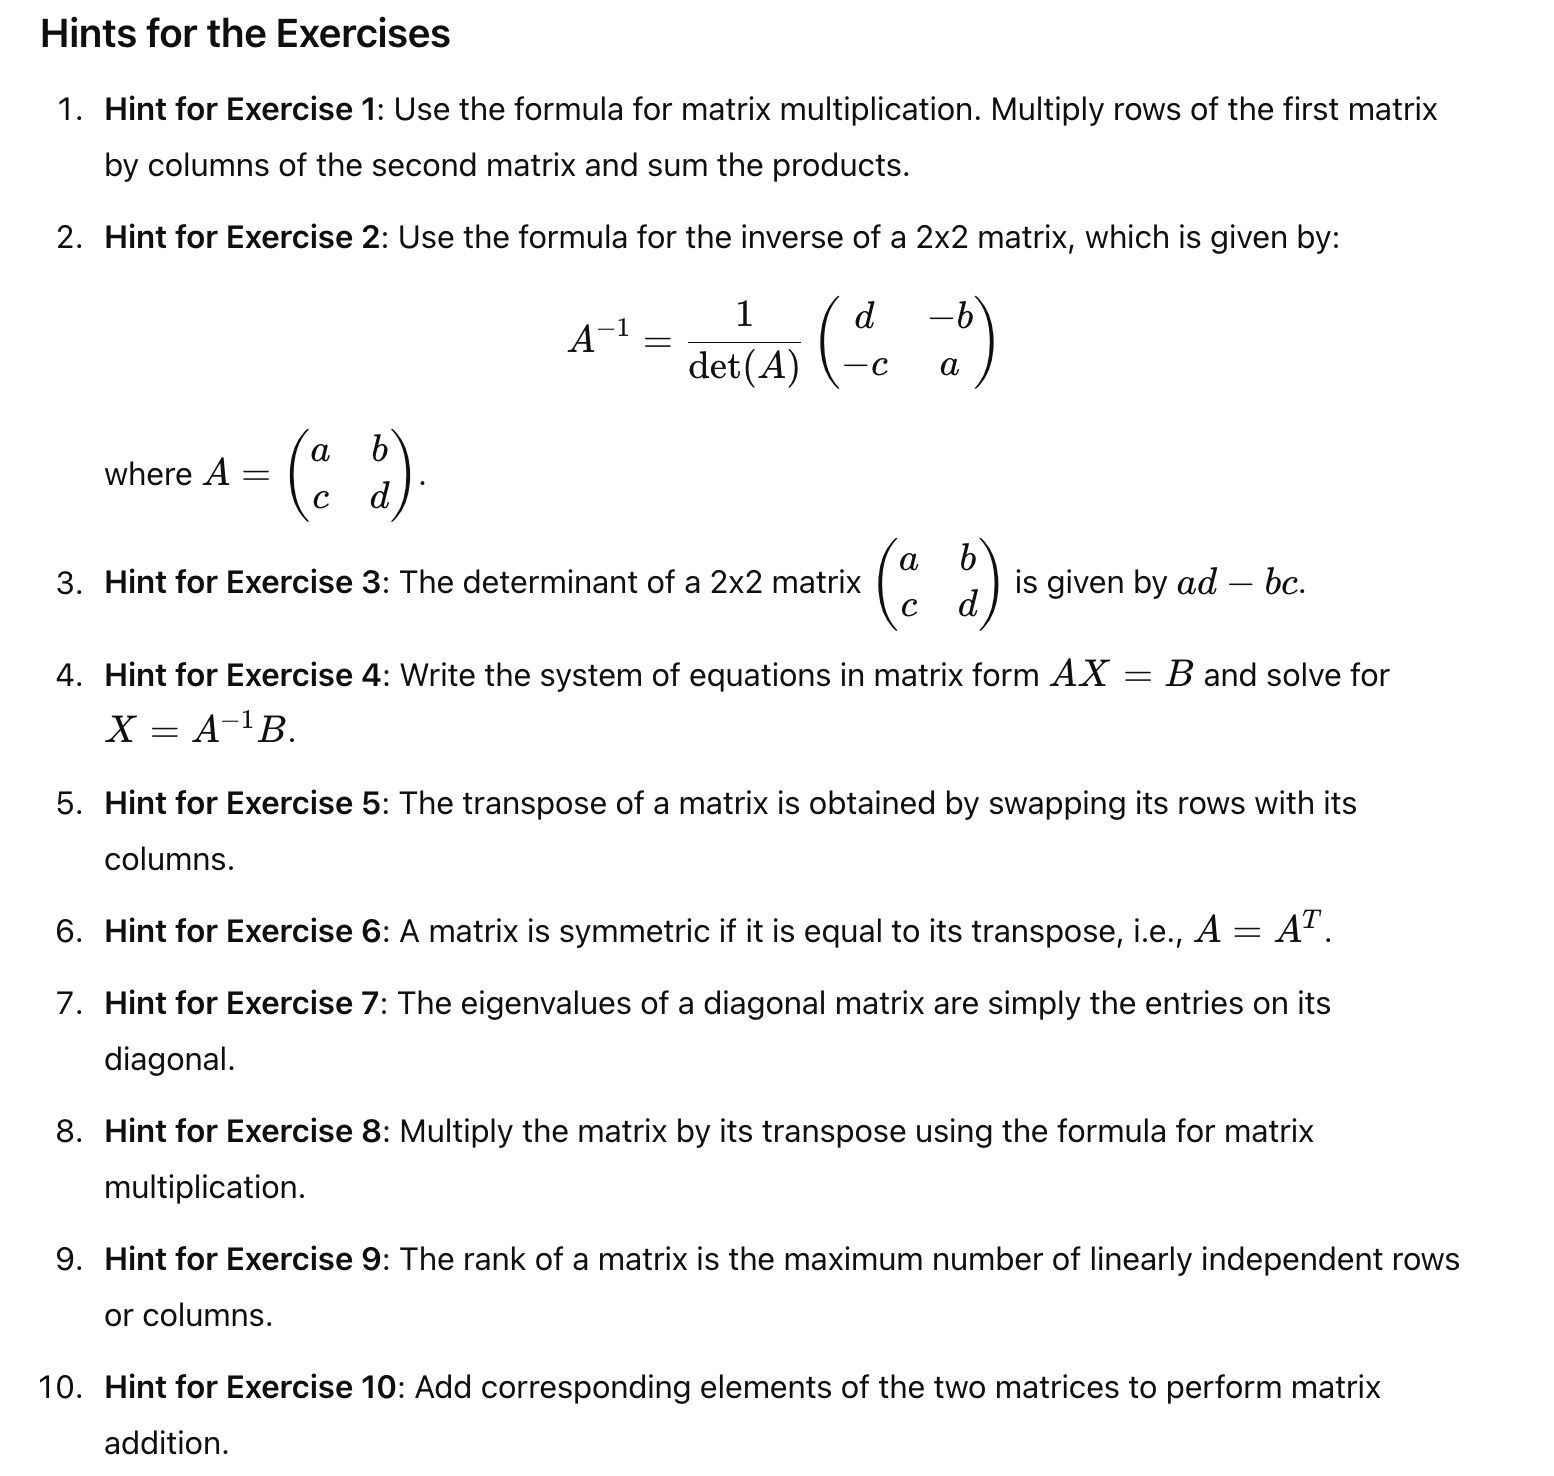 Hints for the Exercises
1. Hint for Exercise 1: Use the formula for matrix multiplication. Multiply rows of the first matrix
by columns of the second matrix and sum the products.
2. Hint for Exercise 2: Use the formula for the inverse of a 2x2 matrix, which is given by:
$A^{-1} = \frac{1}{\det(A)} \begin{pmatrix} d & -b \\ -c & a \end{pmatrix}$
where $A = \begin{pmatrix} a & b \\ c & d \end{pmatrix}$.
3. Hint for Exercise 3: The determinant of a 2x2 matrix $\begin{pmatrix} a & b \\ c & d \end{pmatrix}$ is given by $ad - bc$.
4. Hint for Exercise 4: Write the system of equations in matrix form $AX = B$ and solve for
$X = A^{-1}B$.
5. Hint for Exercise 5: The transpose of a matrix is obtained by swapping its rows with its
columns.
6. Hint for Exercise 6: A matrix is symmetric if it is equal to its transpose, i.e., $A = A^T$.
7. Hint for Exercise 7: The eigenvalues of a diagonal matrix are simply the entries on its
diagonal.
8. Hint for Exercise 8: Multiply the matrix by its transpose using the formula for matrix
multiplication.
9. Hint for Exercise 9: The rank of a matrix is the maximum number of linearly independent rows
or columns.
10. Hint for Exercise 10: Add corresponding elements of the two matrices to perform matrix
addition.